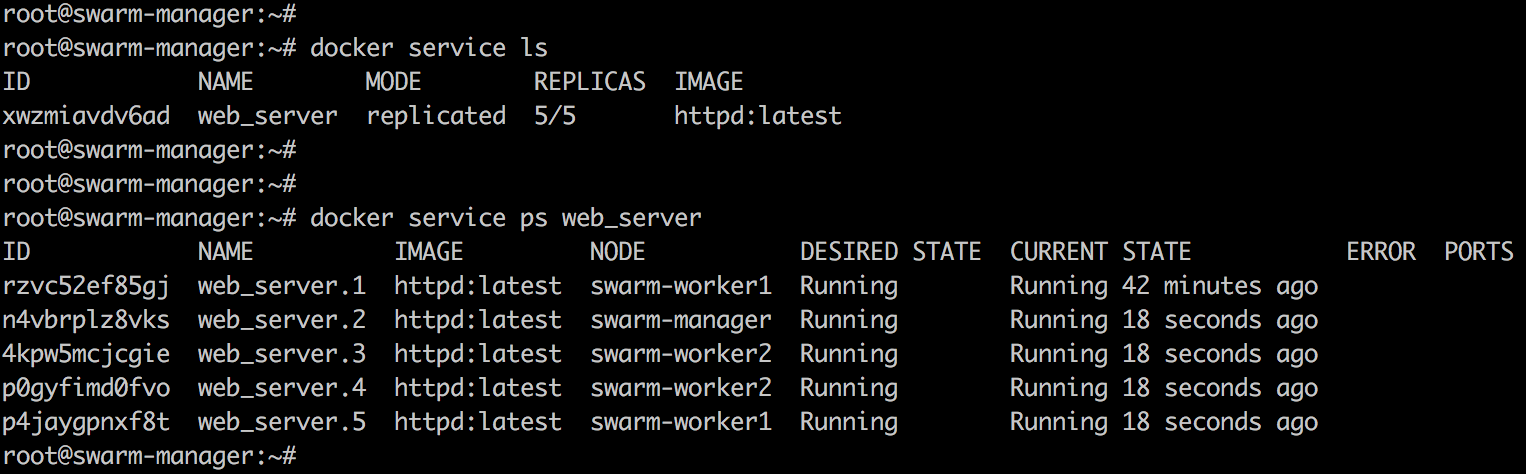 root@swarm-manager:~#
root@swarm-manager:~# docker service ls
ID            NAME        MODE        REPLICAS  IMAGE
xwzmiavdv6ad  web_server  replicated  5/5       httpd:latest
root@swarm-manager:~#
root@swarm-manager:~#
root@swarm-manager:~# docker service ps web_server
ID            NAME          IMAGE         NODE           DESIRED STATE  CURRENT STATE           ERROR  PORTS
rzvc52ef85gj  web_server.1  httpd:latest  swarm-worker1  Running        Running 42 minutes ago
n4vbrplz8vks  web_server.2  httpd:latest  swarm-manager  Running        Running 18 seconds ago
4kpw5mcjcgie  web_server.3  httpd:latest  swarm-worker2  Running        Running 18 seconds ago
p0gyfimd0fvo  web_server.4  httpd:latest  swarm-worker2  Running        Running 18 seconds ago
p4jaygpnxf8t  web_server.5  httpd:latest  swarm-worker1  Running        Running 18 seconds ago
root@swarm-manager:~#